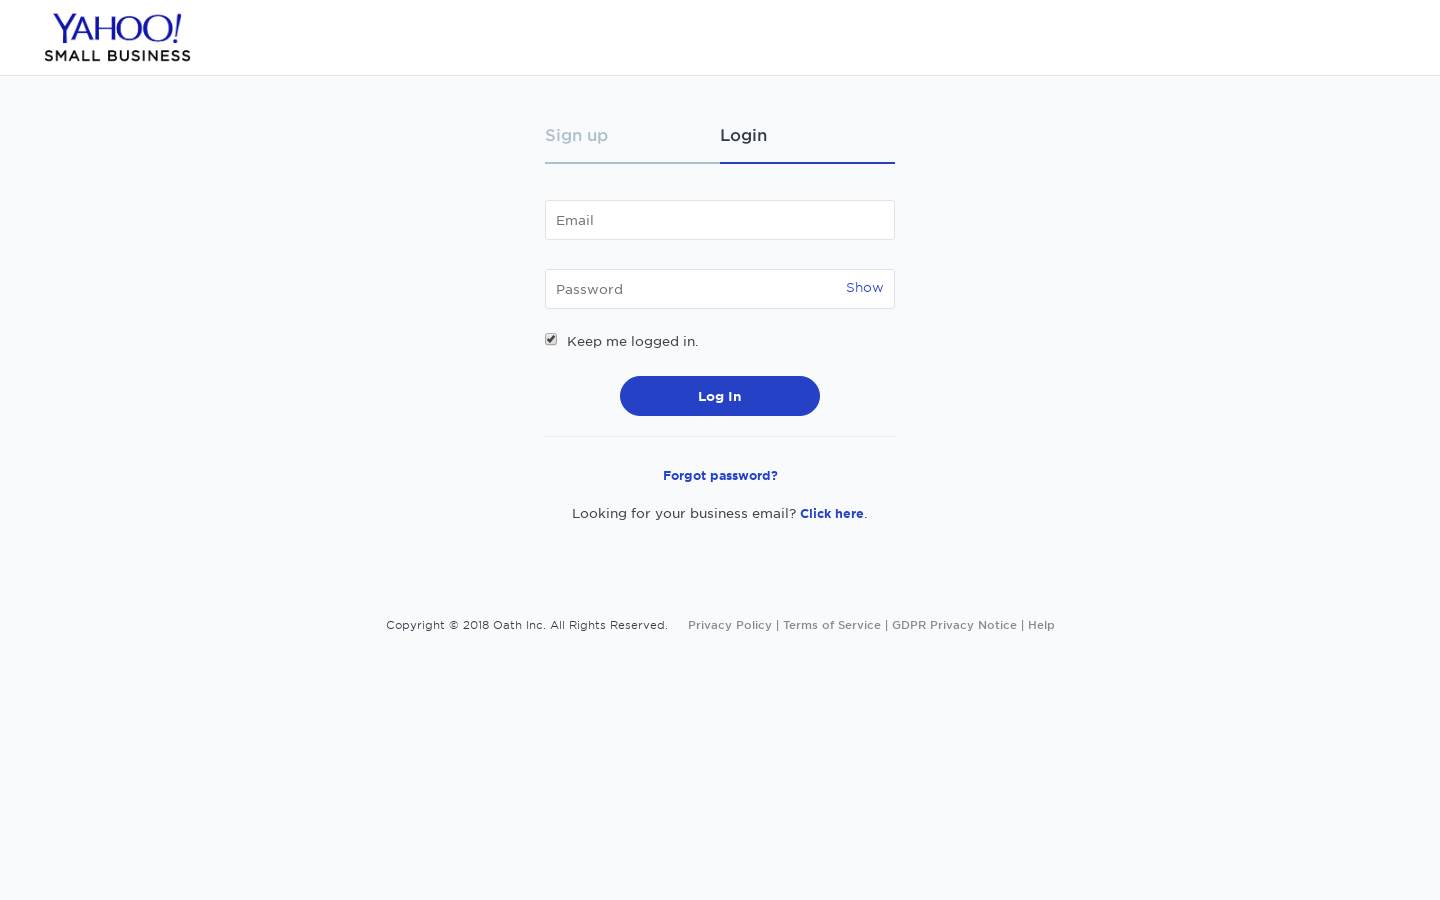 YAHOO!
SMALL BUSINESS
Sign up
Login
Email
Password
Show
Keep me logged in.
Log In
Forgot password?
Looking for your business email? Click here.
Copyright © 2018 Oath Inc. All Rights Reserved. Privacy Policy | Terms of Service | GDPR Privacy Notice | Help